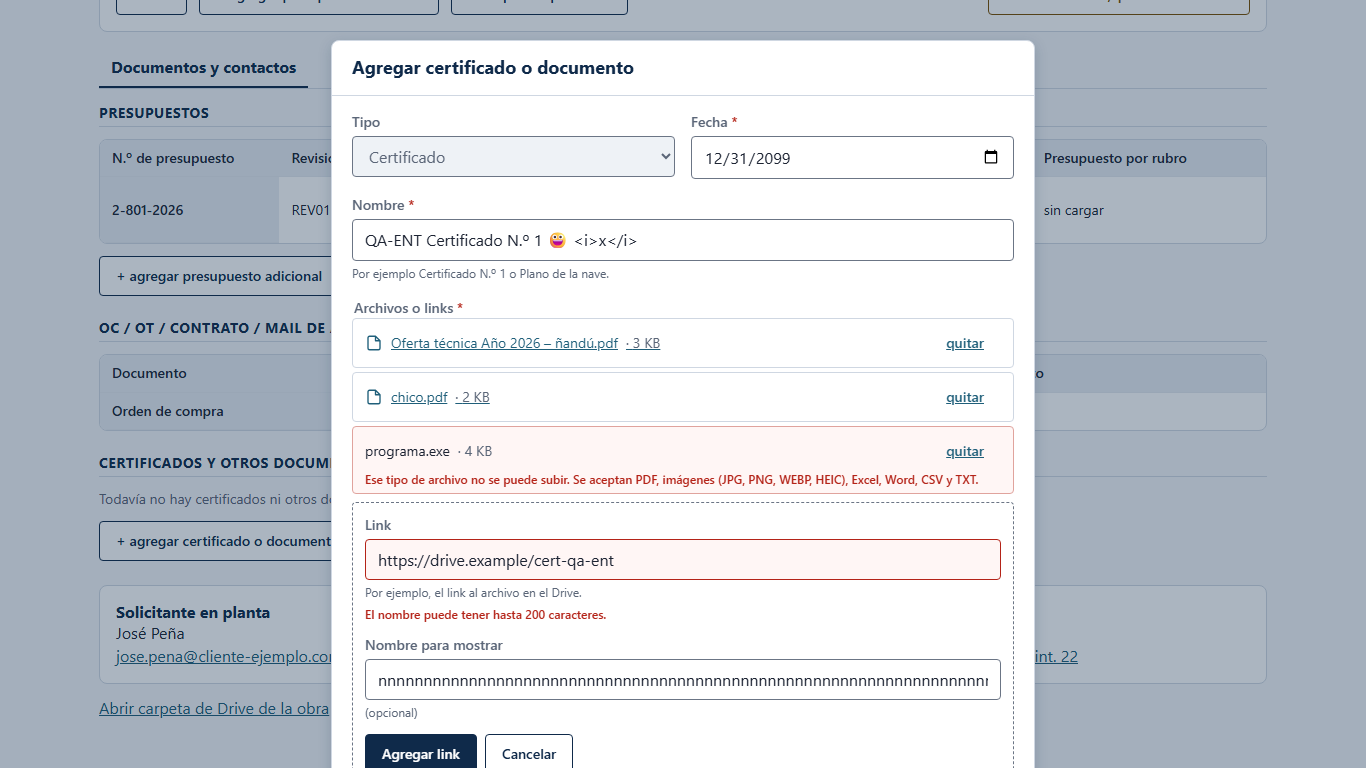 Agregar certificado o documento
Documentos y contactos
Tipo
Fecha *
PRESUPUESTOS
Certificado
12/31/2099
N.º de presupuesto
Presupuesto por rubro
Nombre *
2-801-2026
REV01
sin cargar
QA-ENT Certificado N.º 1 😀 <i>x</i>
Por ejemplo Certificado N.º 1 o Plano de la nave.
+ agregar presupuesto adicional
Archivos o links *
OC / OT / CONTRATO / MAIL DE
Oferta técnica Año 2026 – ñandú.pdf · 3 KB quitar
Documento
chico.pdf · 2 KB quitar
Orden de compra
programa.exe · 4 KB quitar
Ese tipo de archivo no se puede subir. Se aceptan PDF, imágenes (JPG, PNG, WEBP, HEIC), Excel, Word, CSV y TXT.
CERTIFICADOS Y OTROS
Todavía no hay certificados ni otros
Link
+ agregar certificado o
https://drive.example/cert-qa-ent
Por ejemplo, el link al archivo en el Drive.
El nombre puede tener hasta 200 caracteres.
Solicitante en planta
José Peña
jose.pena@cliente-ejemplo.co
int. 22
Nombre para mostrar
nnnnnnnnnnnnnnnnnnnnnnnnnnnnnnnnnnnnnnnnnnnnnnnnnnnnnnnnnnnnnnnnnnnn
(opcional)
Abrir carpeta de Drive de la obra
Agregar link
Cancelar